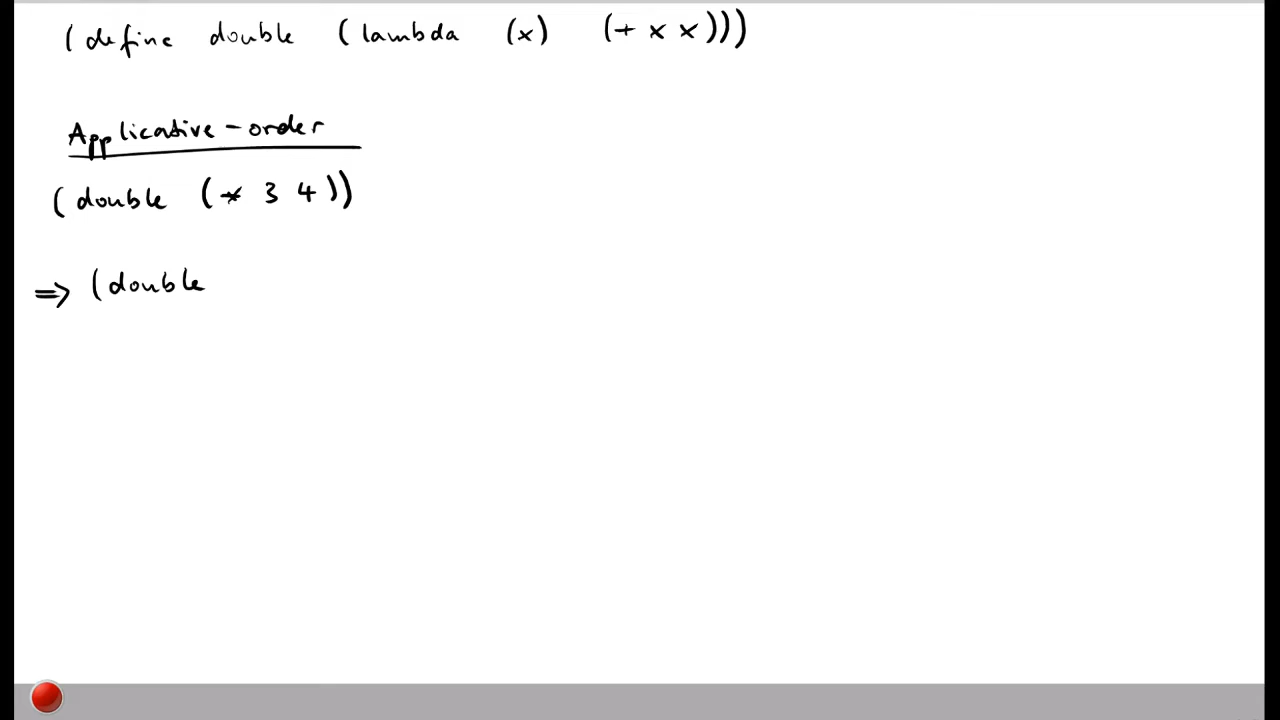 (define double (lambda (x) (+ x x)))
Applicative-order
(double (* 3 4))
⇒ (double